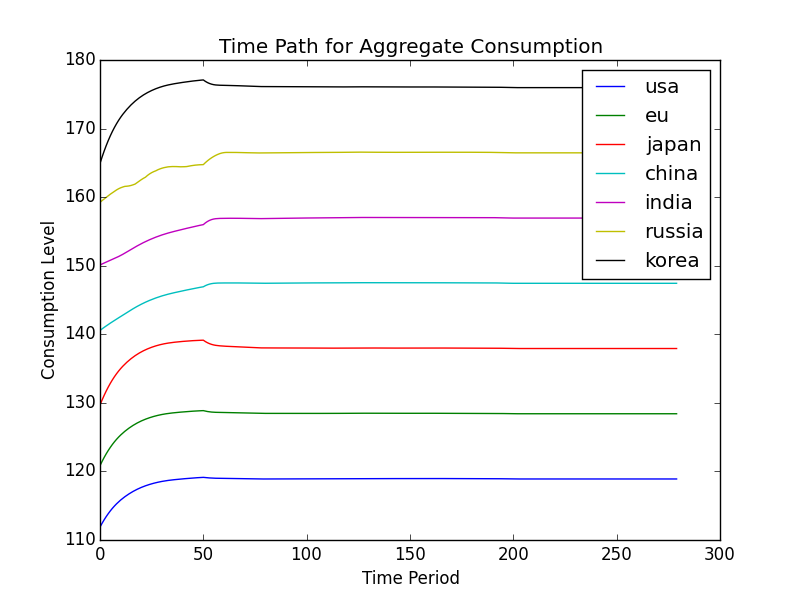 Time Path for Aggregate Consumption
180
170
160
150
140
130
120
110
Consumption Level
0 50 100 150 200 250 300
Time Period
usa
eu
japan
china
india
russia
korea